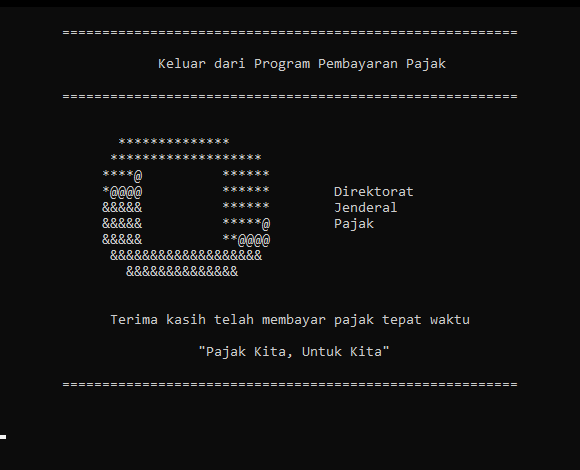 =========================================================
Keluar dari Program Pembayaran Pajak
=========================================================
**************
*******************
****@          ******
*@@@@          ******        Direktorat
&&&&&          ******        Jenderal
&&&&&          *****@        Pajak
&&&&&          **@@@@
&&&&&&&&&&&&&&&&&&&
&&&&&&&&&&&&&&
Terima kasih telah membayar pajak tepat waktu
"Pajak Kita, Untuk Kita"
=========================================================